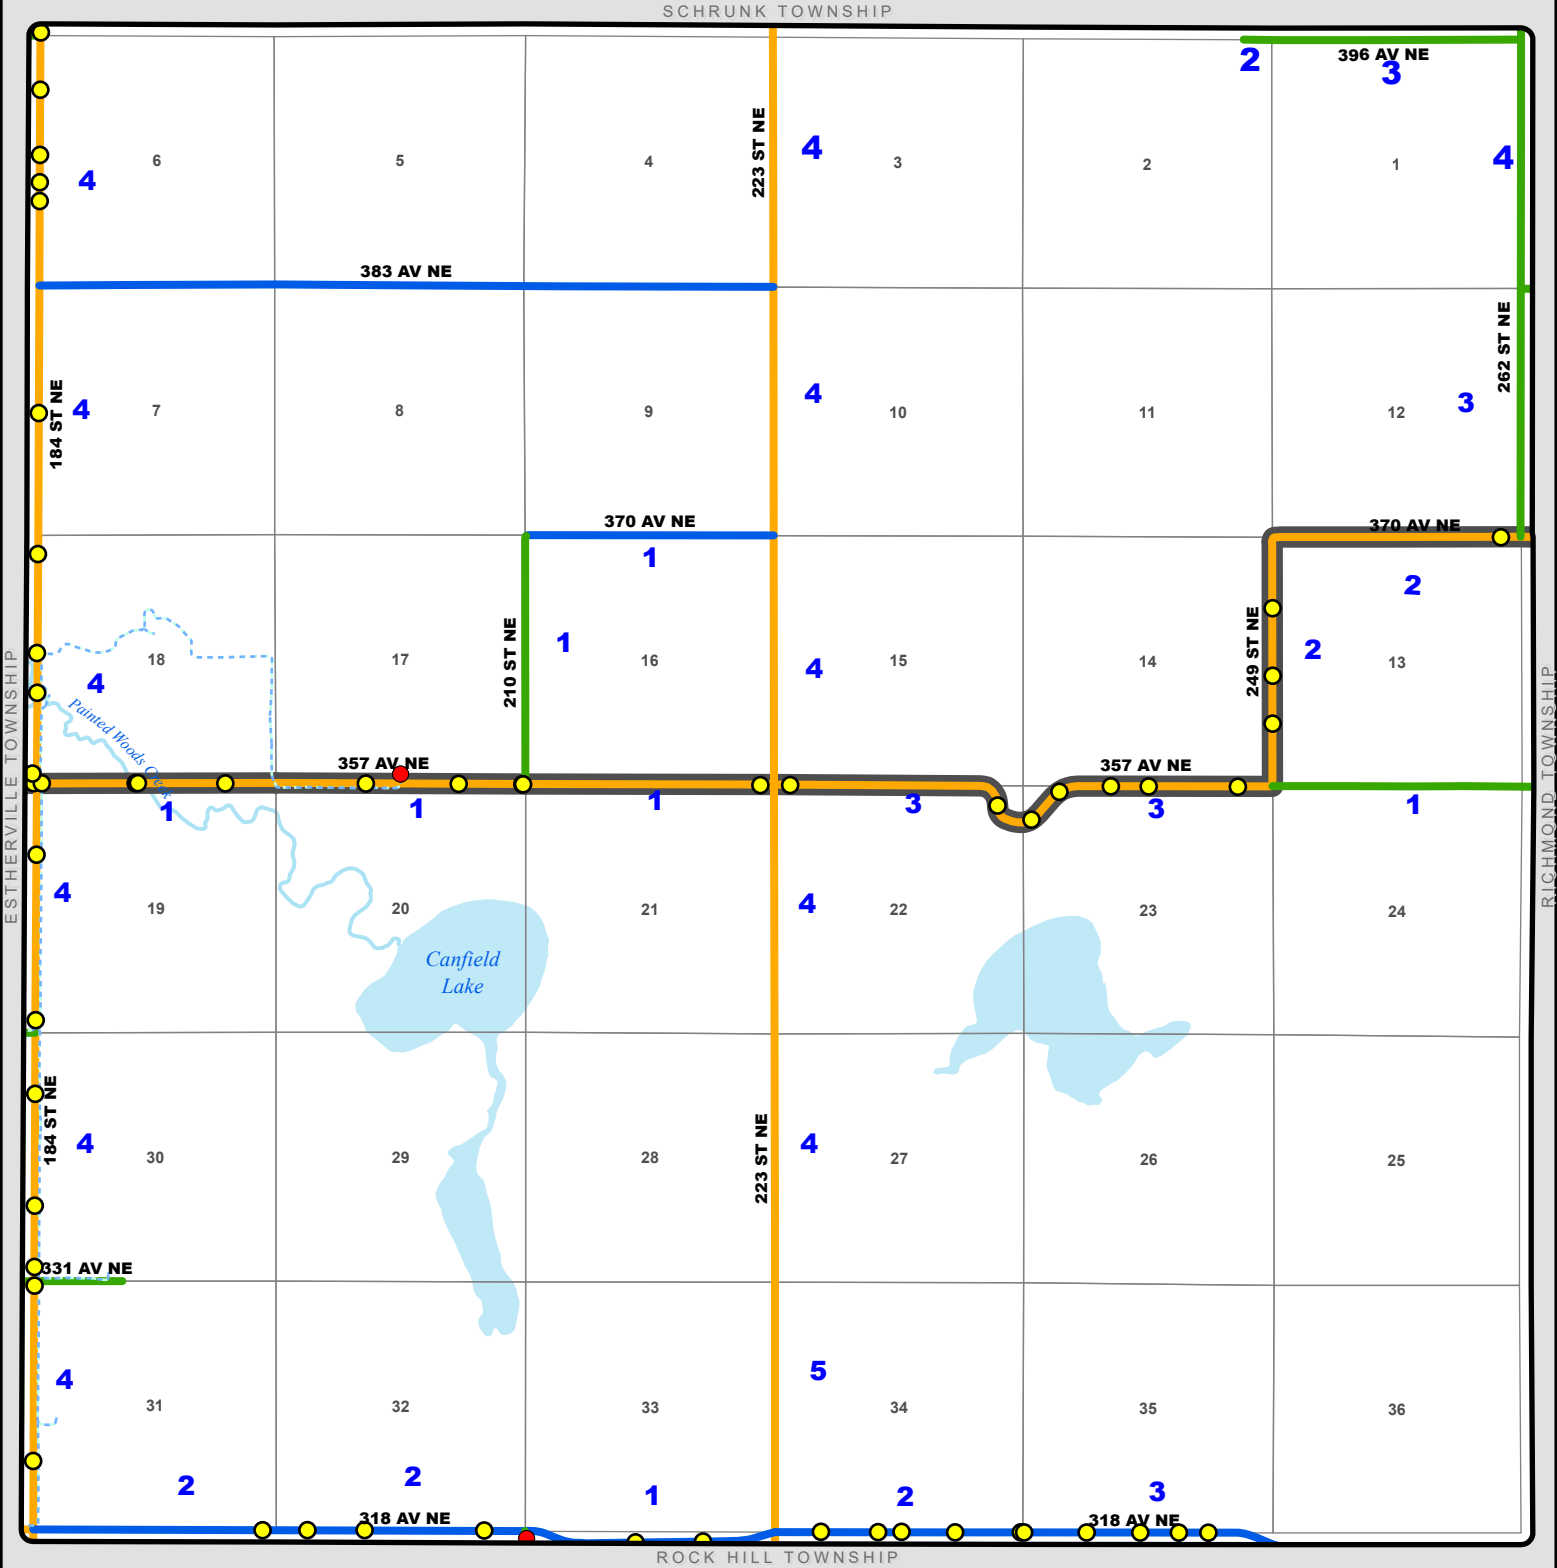 SCHRUNK TOWNSHIP
396 AV NE
2
3
223 ST NE
4
4
4
6
5
4
3
2
1
383 AV NE
262 ST NE
184 ST NE
4
4
3
7
8
9
10
11
12
370 AV NE
370 AV NE
1
2
210 ST NE
249 ST NE
1
2
4
4
18
17
16
15
14
13
ESTHERVILLE TOWNSHIP
RICHMOND TOWNSHIP
Painted Woods Creek
357 AV NE
357 AV NE
1
1
1
3
3
1
4
4
19
20
21
22
23
24
Canfield
Lake
184 ST NE
223 ST NE
4
4
30
29
28
27
26
25
331 AV NE
4
5
31
32
33
34
35
36
2
2
1
2
3
318 AV NE
318 AV NE
ROCK HILL TOWNSHIP